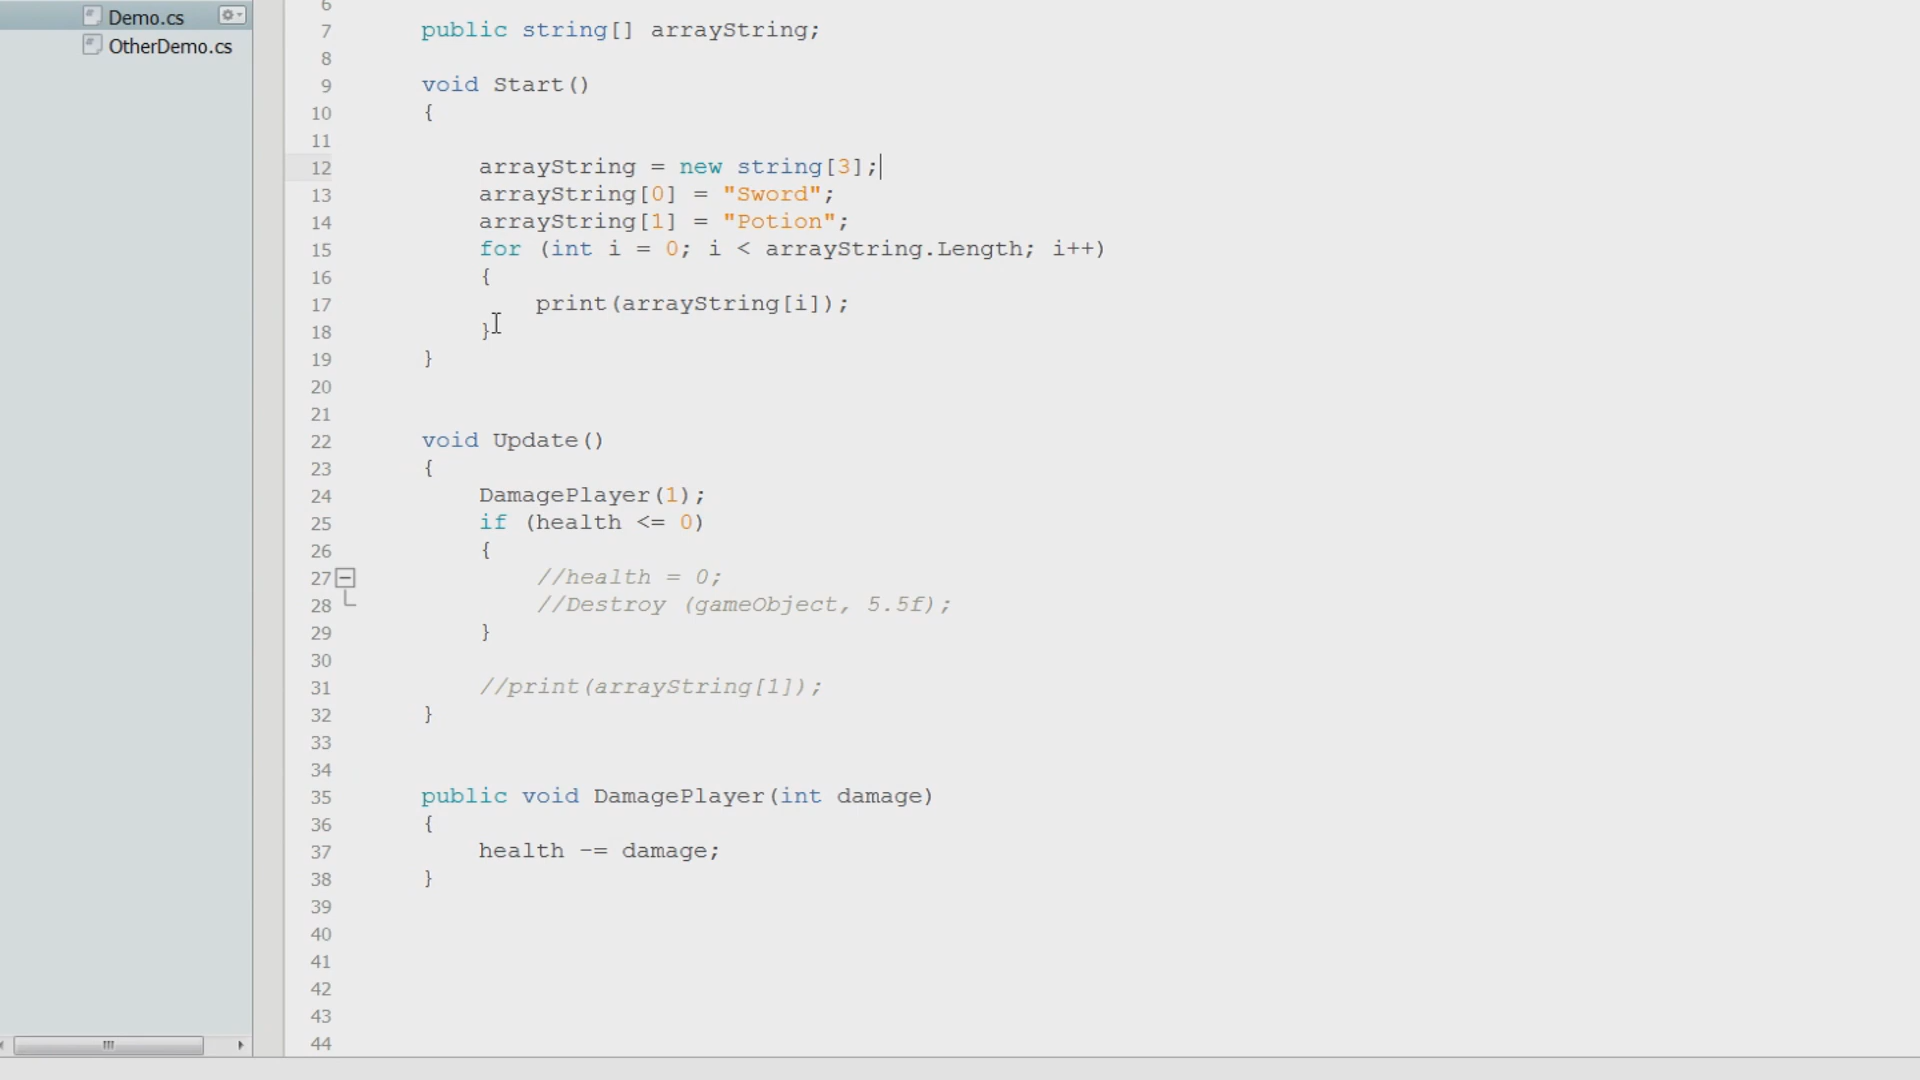 Demo.cs
OtherDemo.cs
6
7 public string[] arrayString;
8
9 void Start()
10 {
11
12 arrayString = new string[3];
13 arrayString[0] = "Sword";
14 arrayString[1] = "Potion";
15 for (int i = 0; i < arrayString.Length; i++)
16 {
17 print(arrayString[i]);
18 }
19 }
20
21
22 void Update()
23 {
24 DamagePlayer(1);
25 if (health <= 0)
26 {
27 //health = 0;
28 //Destroy (gameObject, 5.5f);
29 }
30
31 //print(arrayString[1]);
32 }
33
34
35 public void DamagePlayer(int damage)
36 {
37 health -= damage;
38 }
39
40
41
42
43
44